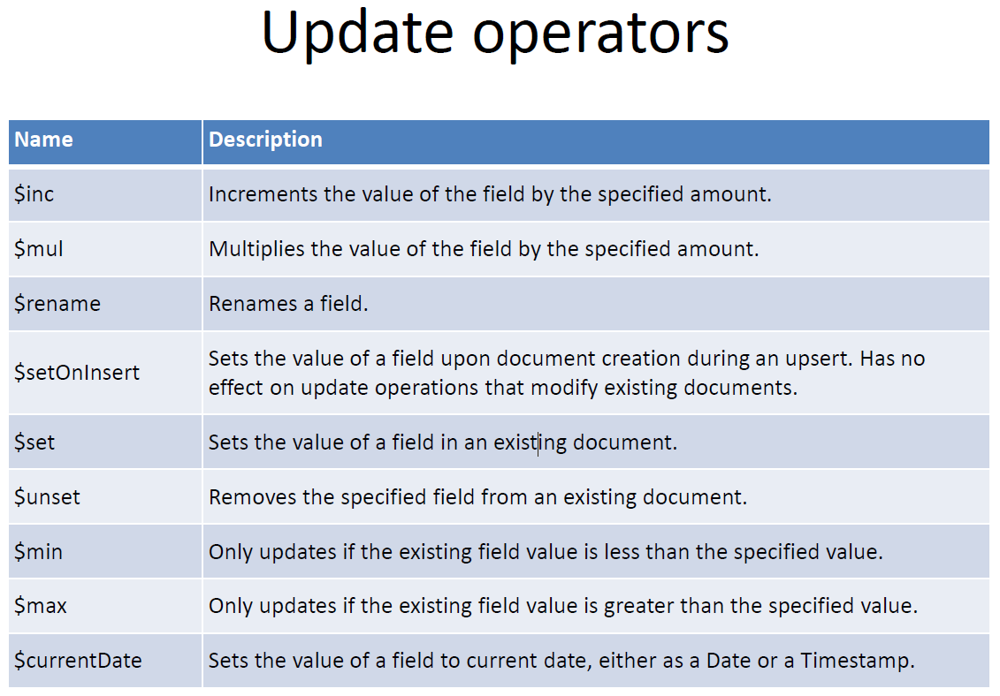 Update operators
Name Description
$inc Increments the value of the field by the specified amount.
$mul Multiplies the value of the field by the specified amount.
$rename Renames a field.
$setOnInsert Sets the value of a field upon document creation during an upsert. Has no
effect on update operations that modify existing documents.
$set Sets the value of a field in an existing document.
$unset Removes the specified field from an existing document.
$min Only updates if the existing field value is less than the specified value.
$max Only updates if the existing field value is greater than the specified value.
$currentDate Sets the value of a field to current date, either as a Date or a Timestamp.